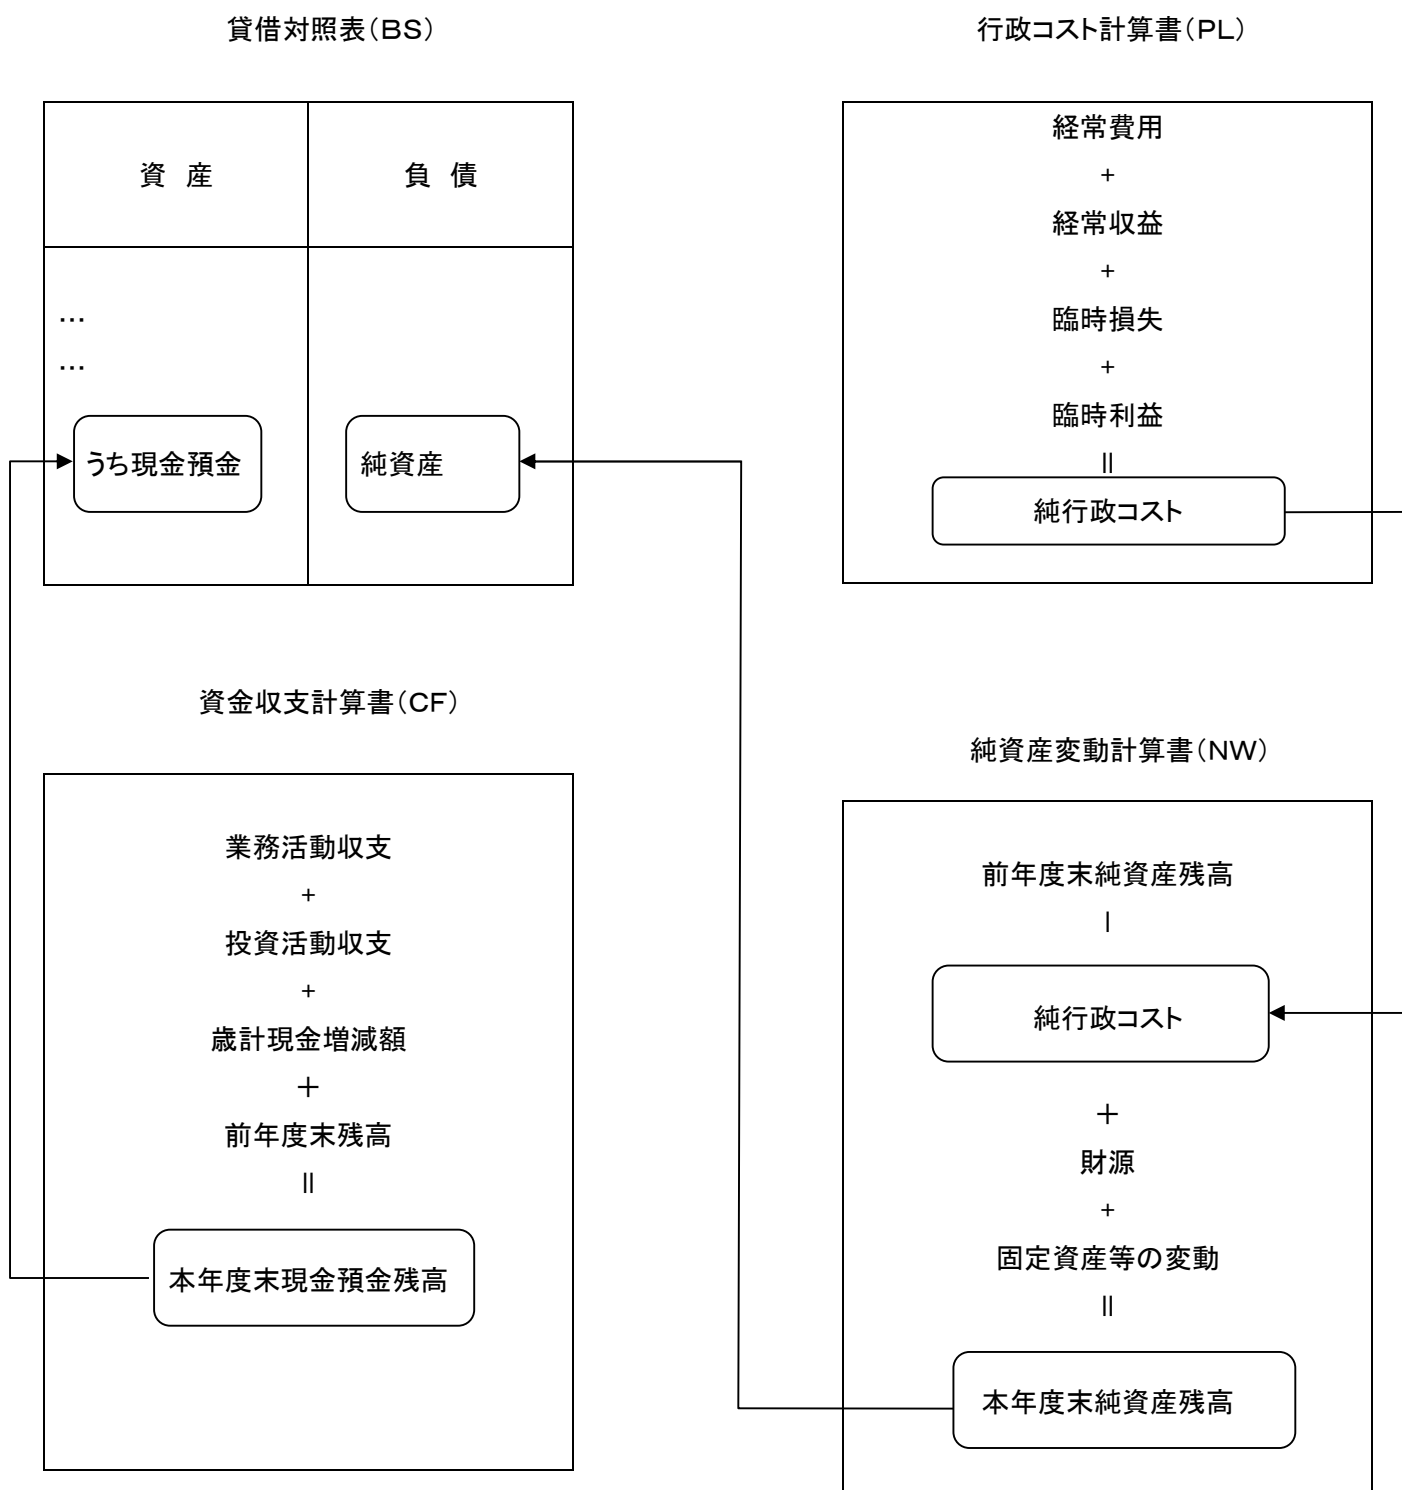 貸借対照表(BS)
資 産
負 債
…
…
うち現金預金
純資産
行政コスト計算書(PL)
経常費用
+
経常収益
+
臨時損失
+
臨時利益
||
純行政コスト
資金収支計算書(CF)
業務活動収支
+
投資活動収支
+
歳計現金増減額
+
前年度末残高
||
本年度末現金預金残高
純資産変動計算書(NW)
前年度末純資産残高
|
純行政コスト
+
財源
+
固定資産等の変動
||
本年度末純資産残高